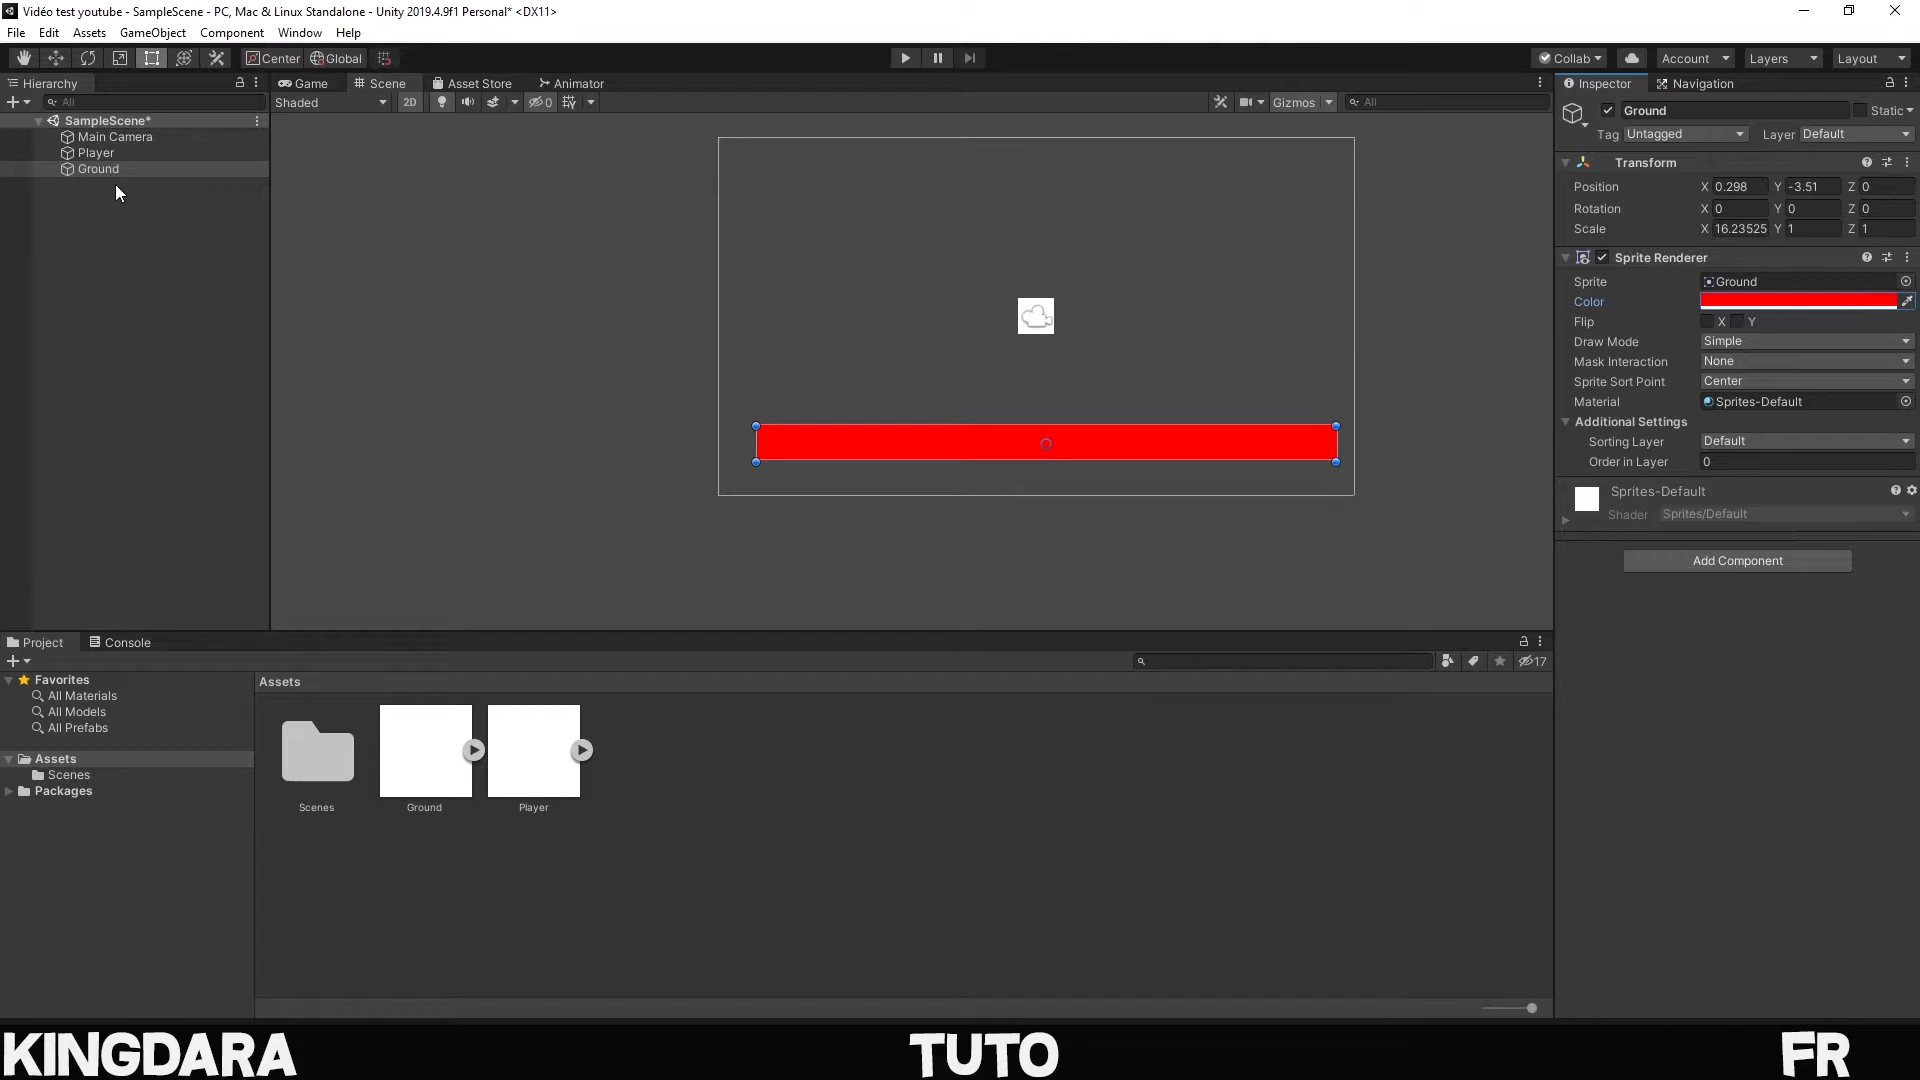 Vidéo test youtube - SampleScene - PC, Mac & Linux Standalone - Unity 2019.4.9f1 Personal* <DX11>
File Edit Assets GameObject Component Window Help
Center Global Collab Account Layers Layout
Hierarchy
All
SampleScene*
Main Camera
Player
Ground
Game Scene Asset Store Animator
Shaded 2D 0 Gizmos All
Inspector Navigation
Ground Static
Tag Untagged Layer Default
Transform
Position X 0.298 Y -3.51 Z 0
Rotation X 0 Y 0 Z 0
Scale X 16.23525 Y 1 Z 1
Sprite Renderer
Sprite Ground
Color
Flip X Y
Draw Mode Simple
Mask Interaction None
Sprite Sort Point Center
Material Sprites-Default
Additional Settings
Sorting Layer Default
Order in Layer 0
Sprites-Default
Shader Sprites/Default
Add Component
Project Console
17
Favorites
All Materials
All Models
All Prefabs
Assets
Scenes
Packages
Assets
Scenes Ground Player
KINGDARA TUTO FR